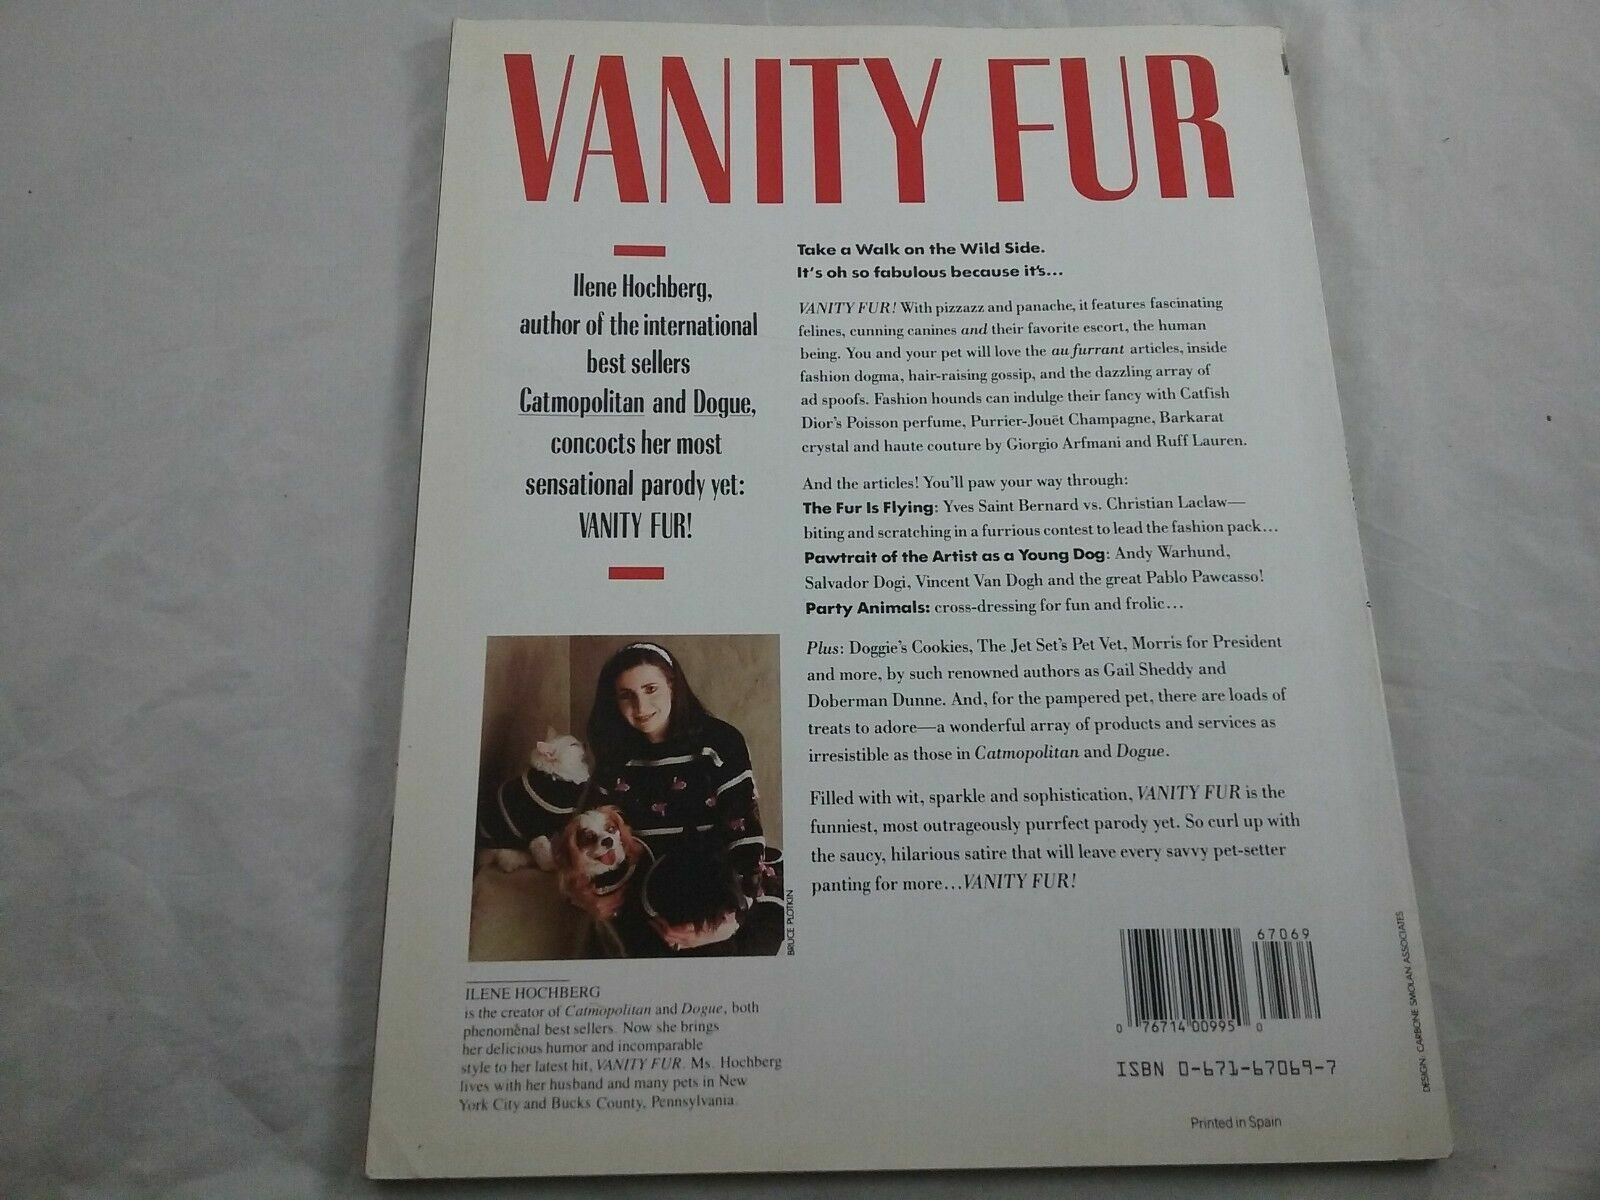 VANITY FUR
Ilene Hochberg,
author of the international
best sellers
Catmopolitan and Dogue,
concocts her most
sensational parody yet:
VANITY FUR!
Take a Walk on the Wild Side.
It's oh so fabulous because it's...
VANITY FUR! With pizzazz and panache, it features fascinating
felines, cunning canines and their favorite escort, the human
being. You and your pet will love the au furrant articles, inside
fashion dogma, hair-raising gossip, and the dazzling array of
ad spoofs. Fashion hounds can indulge their fancy with Catfish
Dior's Poisson perfume, Purrier-Jouët Champagne, Barkarat
crystal and haute couture by Giorgio Arfmani and Ruff Lauren.
And the articles! You'll paw your way through:
The Fur Is Flying: Yves Saint Bernard vs. Christian Laclaw—
biting and scratching in a furrious contest to lead the fashion pack...
Pawtrait of the Artist as a Young Dog: Andy Warhund,
Salvador Dogi, Vincent Van Dogh and the great Pablo Pawcasso!
Party Animals: cross-dressing for fun and frolic...
Plus: Doggie's Cookies, The Jet Set's Pet Vet, Morris for President
and more, by such renowned authors as Gail Sheddy and
Doberman Dunne. And, for the pampered pet, there are loads of
treats to adore—a wonderful array of products and services as
irresistible as those in Catmopolitan and Dogue.
Filled with wit, sparkle and sophistication, VANITY FUR is the
funniest, most outrageously purrfect parody yet. So curl up with
the saucy, hilarious satire that will leave every savvy pet-setter
panting for more...VANITY FUR!
BRUCE PLOTKIN
ILENE HOCHBERG
is the creator of Catmopolitan and Dogue, both
phenomenal best sellers. Now she brings
her delicious humor and incomparable
style to her latest hit, VANITY FUR. Ms. Hochberg
lives with her husband and many pets in New
York City and Bucks County, Pennsylvania.
67069
0 76714 00995 0
ISBN 0-671-67069-7
Printed in Spain
DESIGN: CARBONE SMOLAN ASSOCIATES